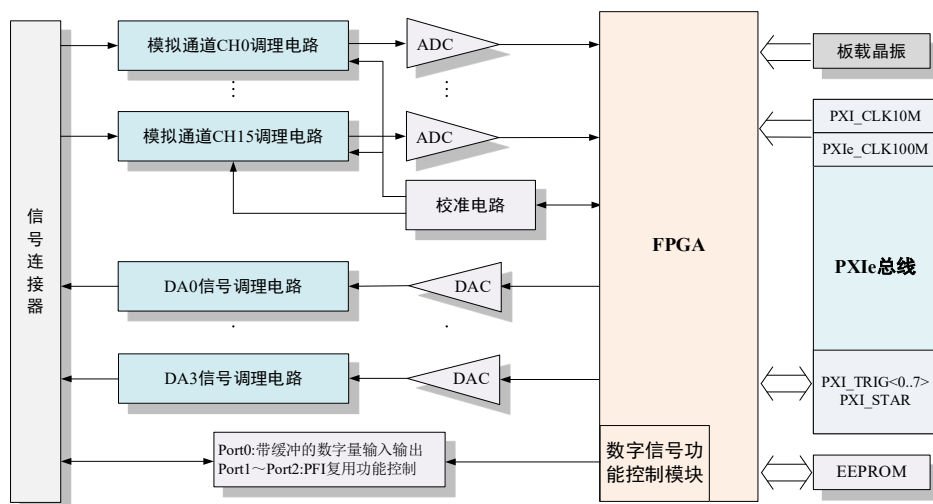 信号连接器
模拟通道CH0调理电路
ADC
模拟通道CH15调理电路
ADC
校准电路
DA0信号调理电路
DAC
DA3信号调理电路
DAC
Port0:带缓冲的数字量输入输出
Port1～Port2:PFI复用功能控制
FPGA
数字信号功
能控制模块
板载晶振
PXI_CLK10M
PXIe_CLK100M
PXIe总线
PXI_TRIG<0..7>
PXI_STAR
EEPROM